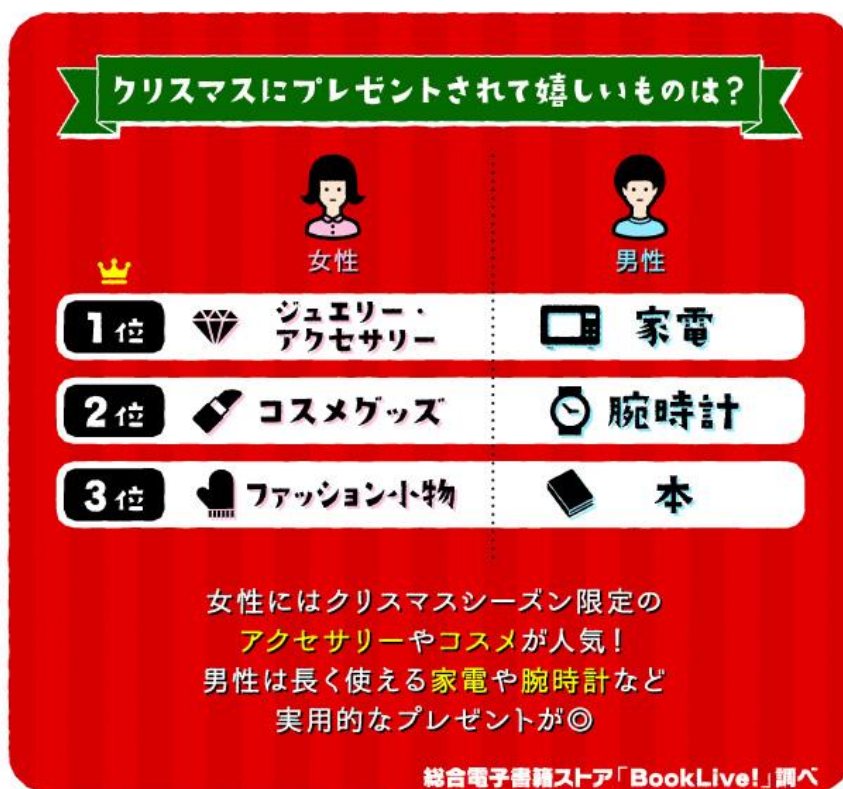 クリスマスにプレゼントされて嬉しいものは?
女性
男性
1位
ジュエリー・
アクセサリー
家電
2位
コスメグッズ
腕時計
3位
ファッション小物
本
女性にはクリスマスシーズン限定の
アクセサリーやコスメが人気!
男性は長く使える家電や腕時計など
実用的なプレゼントが◎
総合電子書籍ストア「BookLive!」調べ